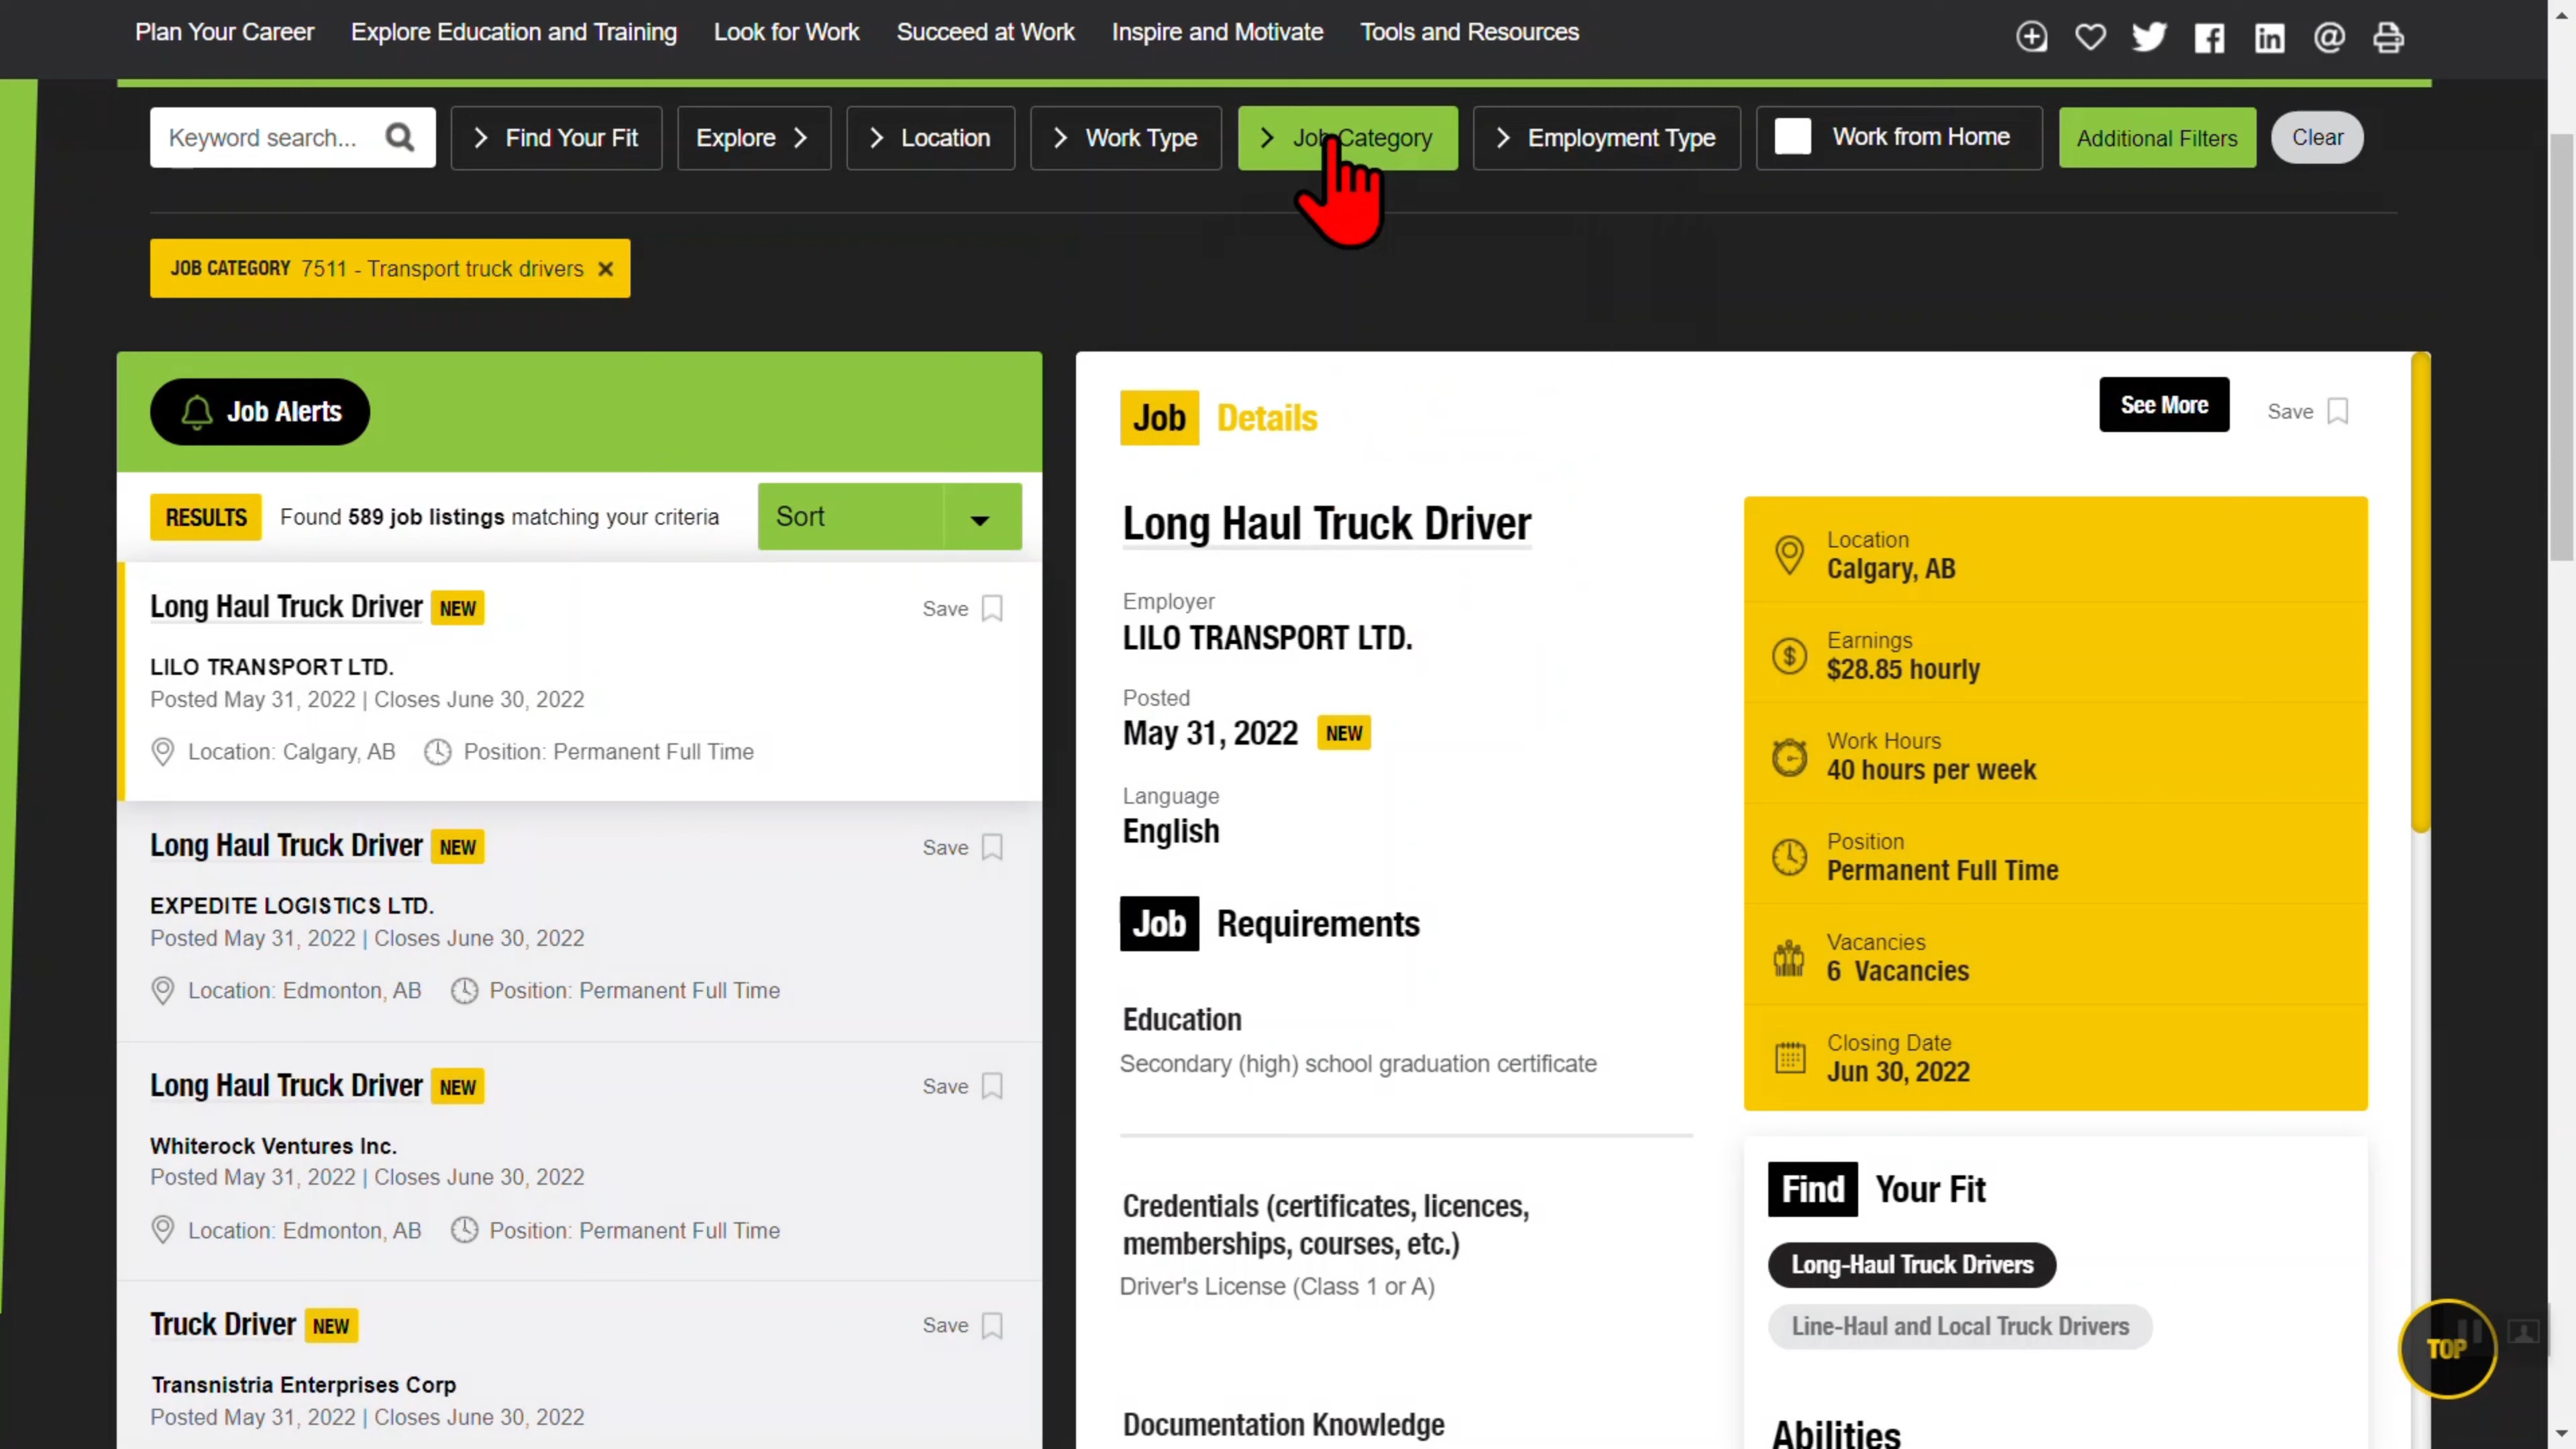 Plan Your Career Explore Education and Training Look for Work Succeed at Work Inspire and Motivate Tools and Resources
Keyword search... Find Your Fit Explore Location Work Type Job Category Employment Type Work from Home Additional Filters Clear
JOB CATEGORY 7511 - Transport truck drivers ×
Job Alerts
RESULTS Found 589 job listings matching your criteria Sort
Long Haul Truck Driver NEW Save
LILO TRANSPORT LTD.
Posted May 31, 2022 | Closes June 30, 2022
Location: Calgary, AB Position: Permanent Full Time
Long Haul Truck Driver NEW Save
EXPEDITE LOGISTICS LTD.
Posted May 31, 2022 | Closes June 30, 2022
Location: Edmonton, AB Position: Permanent Full Time
Long Haul Truck Driver NEW Save
Whiterock Ventures Inc.
Posted May 31, 2022 | Closes June 30, 2022
Location: Edmonton, AB Position: Permanent Full Time
Truck Driver NEW Save
Transnistria Enterprises Corp
Posted May 31, 2022 | Closes June 30, 2022
Job Details See More Save
Long Haul Truck Driver
Employer
LILO TRANSPORT LTD.
Posted
May 31, 2022 NEW
Language
English
Job Requirements
Education
Secondary (high) school graduation certificate
Credentials (certificates, licences,
memberships, courses, etc.)
Driver's License (Class 1 or A)
Documentation Knowledge
Location
Calgary, AB
Earnings
$28.85 hourly
Work Hours
40 hours per week
Position
Permanent Full Time
Vacancies
6 Vacancies
Closing Date
Jun 30, 2022
Find Your Fit
Long-Haul Truck Drivers
Line-Haul and Local Truck Drivers
Abilities
TOP